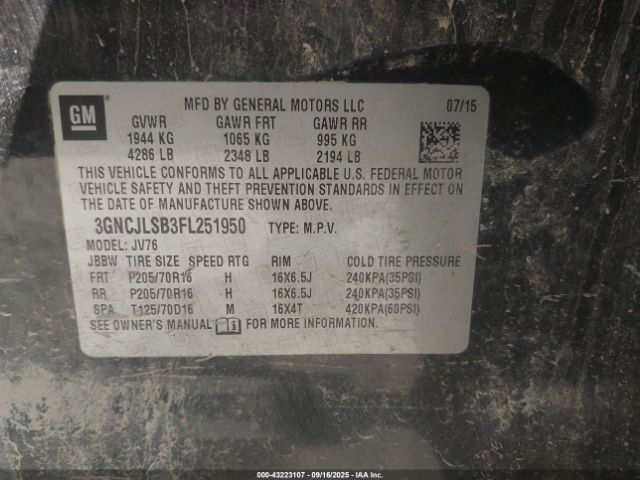 GM
MFD BY GENERAL MOTORS LLC 07/15
GVWR GAWR FRT GAWR RR
1944 KG 1065 KG 995 KG
4286 LB 2348 LB 2194 LB
THIS VEHICLE CONFORMS TO ALL APPLICABLE U.S. FEDERAL MOTOR
VEHICLE SAFETY AND THEFT PREVENTION STANDARDS IN EFFECT ON
THE DATE OF MANUFACTURE SHOWN ABOVE.
3GNCJLSB3FL251950 TYPE: M.P.V.
MODEL: JV76
JBBW TIRE SIZE SPEED RTG RIM COLD TIRE PRESSURE
FRT P205/70R16 H 16X6.5J 240KPA(35PSI)
RR P205/70R16 H 16X6.5J 240KPA(35PSI)
SPA T125/70D16 M 16X4T 420KPA(60PSI)
SEE OWNER'S MANUAL FOR MORE INFORMATION.
000-43223107 - 09/16/2025 - IAA Inc.